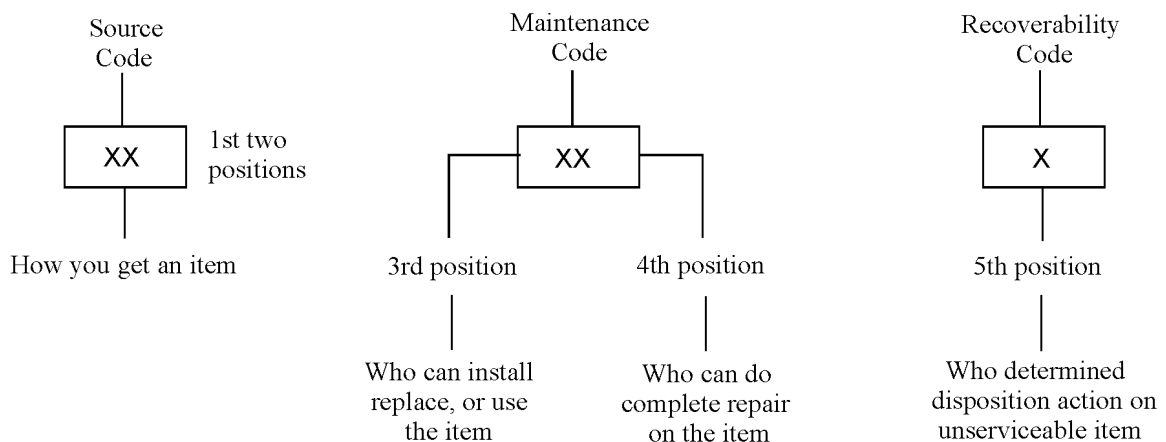 Source
Code
XX
1st two
positions
How you get an item
Maintenance
Code
XX
3rd position
Who can install
replace, or use
the item
4th position
Who can do
complete repair
on the item
Recoverability
Code
X
5th position
Who determined
disposition action on
unserviceable item